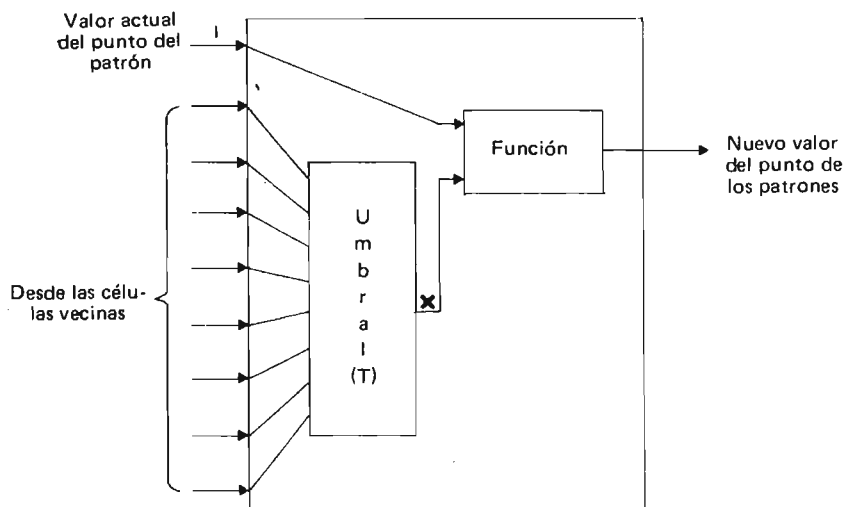 Valor actual
del punto del
patrón
I
Función
Nuevo valor
del punto de
los patrones
Umbral
(T)
X
Desde las célu-
las vecinas